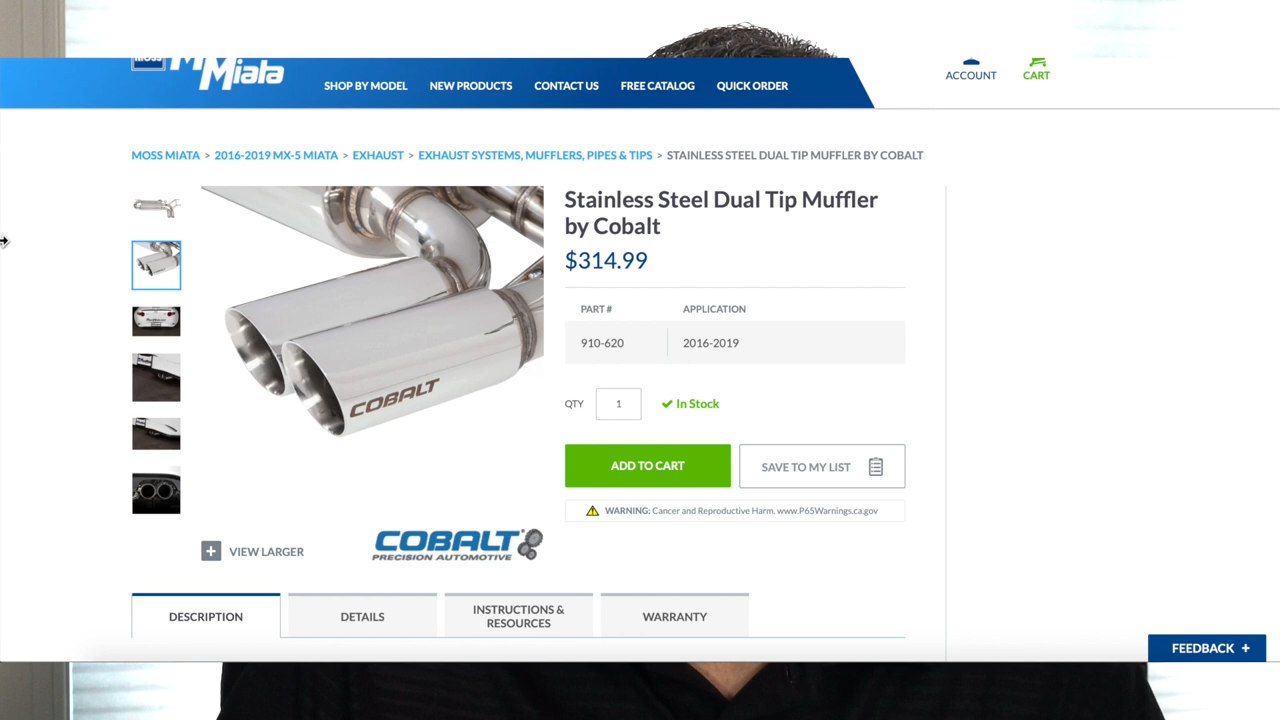 MOSS
Miata
SHOP BY MODEL NEW PRODUCTS CONTACT US FREE CATALOG QUICK ORDER
ACCOUNT CART
MOSS MIATA > 2016-2019 MX-5 MIATA > EXHAUST > EXHAUST SYSTEMS, MUFFLERS, PIPES & TIPS > STAINLESS STEEL DUAL TIP MUFFLER BY COBALT
Stainless Steel Dual Tip Muffler
by Cobalt
$314.99
PART # APPLICATION
910-620 2016-2019
COBALT
QTY 1 In Stock
ADD TO CART SAVE TO MY LIST
WARNING: Cancer and Reproductive Harm. www.P65Warnings.ca.gov
COBALT
PRECISION AUTOMOTIVE
+ VIEW LARGER
DESCRIPTION DETAILS INSTRUCTIONS & RESOURCES WARRANTY
FEEDBACK +